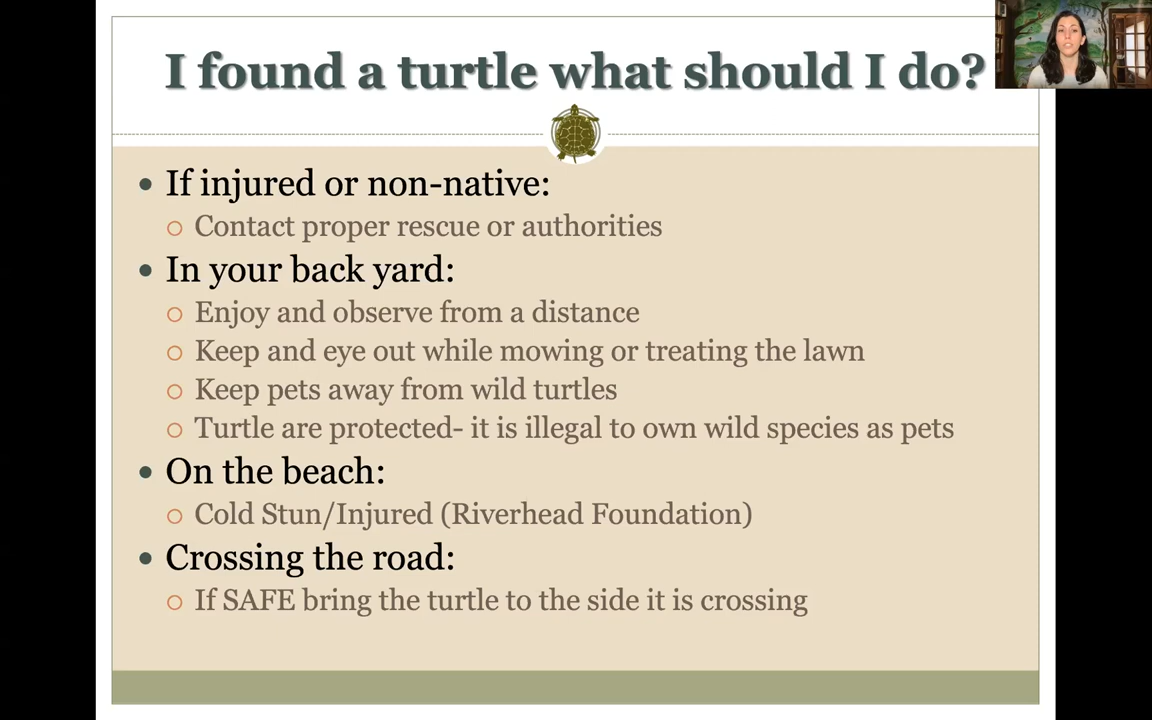 I found a turtle what should I do?
• If injured or non-native:
○ Contact proper rescue or authorities
• In your back yard:
○ Enjoy and observe from a distance
○ Keep and eye out while mowing or treating the lawn
○ Keep pets away from wild turtles
○ Turtle are protected- it is illegal to own wild species as pets
• On the beach:
○ Cold Stun/Injured (Riverhead Foundation)
• Crossing the road:
○ If SAFE bring the turtle to the side it is crossing